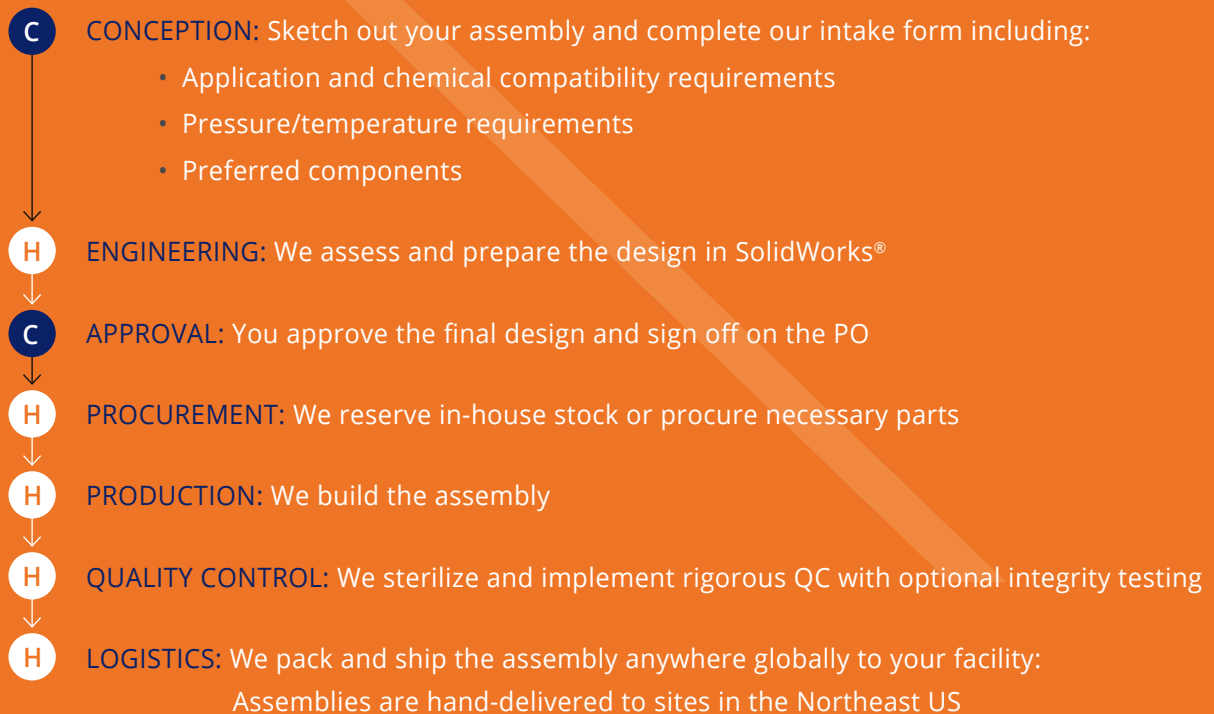 C CONCEPTION: Sketch out your assembly and complete our intake form including:
• Application and chemical compatibility requirements
• Pressure/temperature requirements
• Preferred components
H ENGINEERING: We assess and prepare the design in SolidWorks®
C APPROVAL: You approve the final design and sign off on the PO
H PROCUREMENT: We reserve in-house stock or procure necessary parts
H PRODUCTION: We build the assembly
H QUALITY CONTROL: We sterilize and implement rigorous QC with optional integrity testing
H LOGISTICS: We pack and ship the assembly anywhere globally to your facility:
Assemblies are hand-delivered to sites in the Northeast US